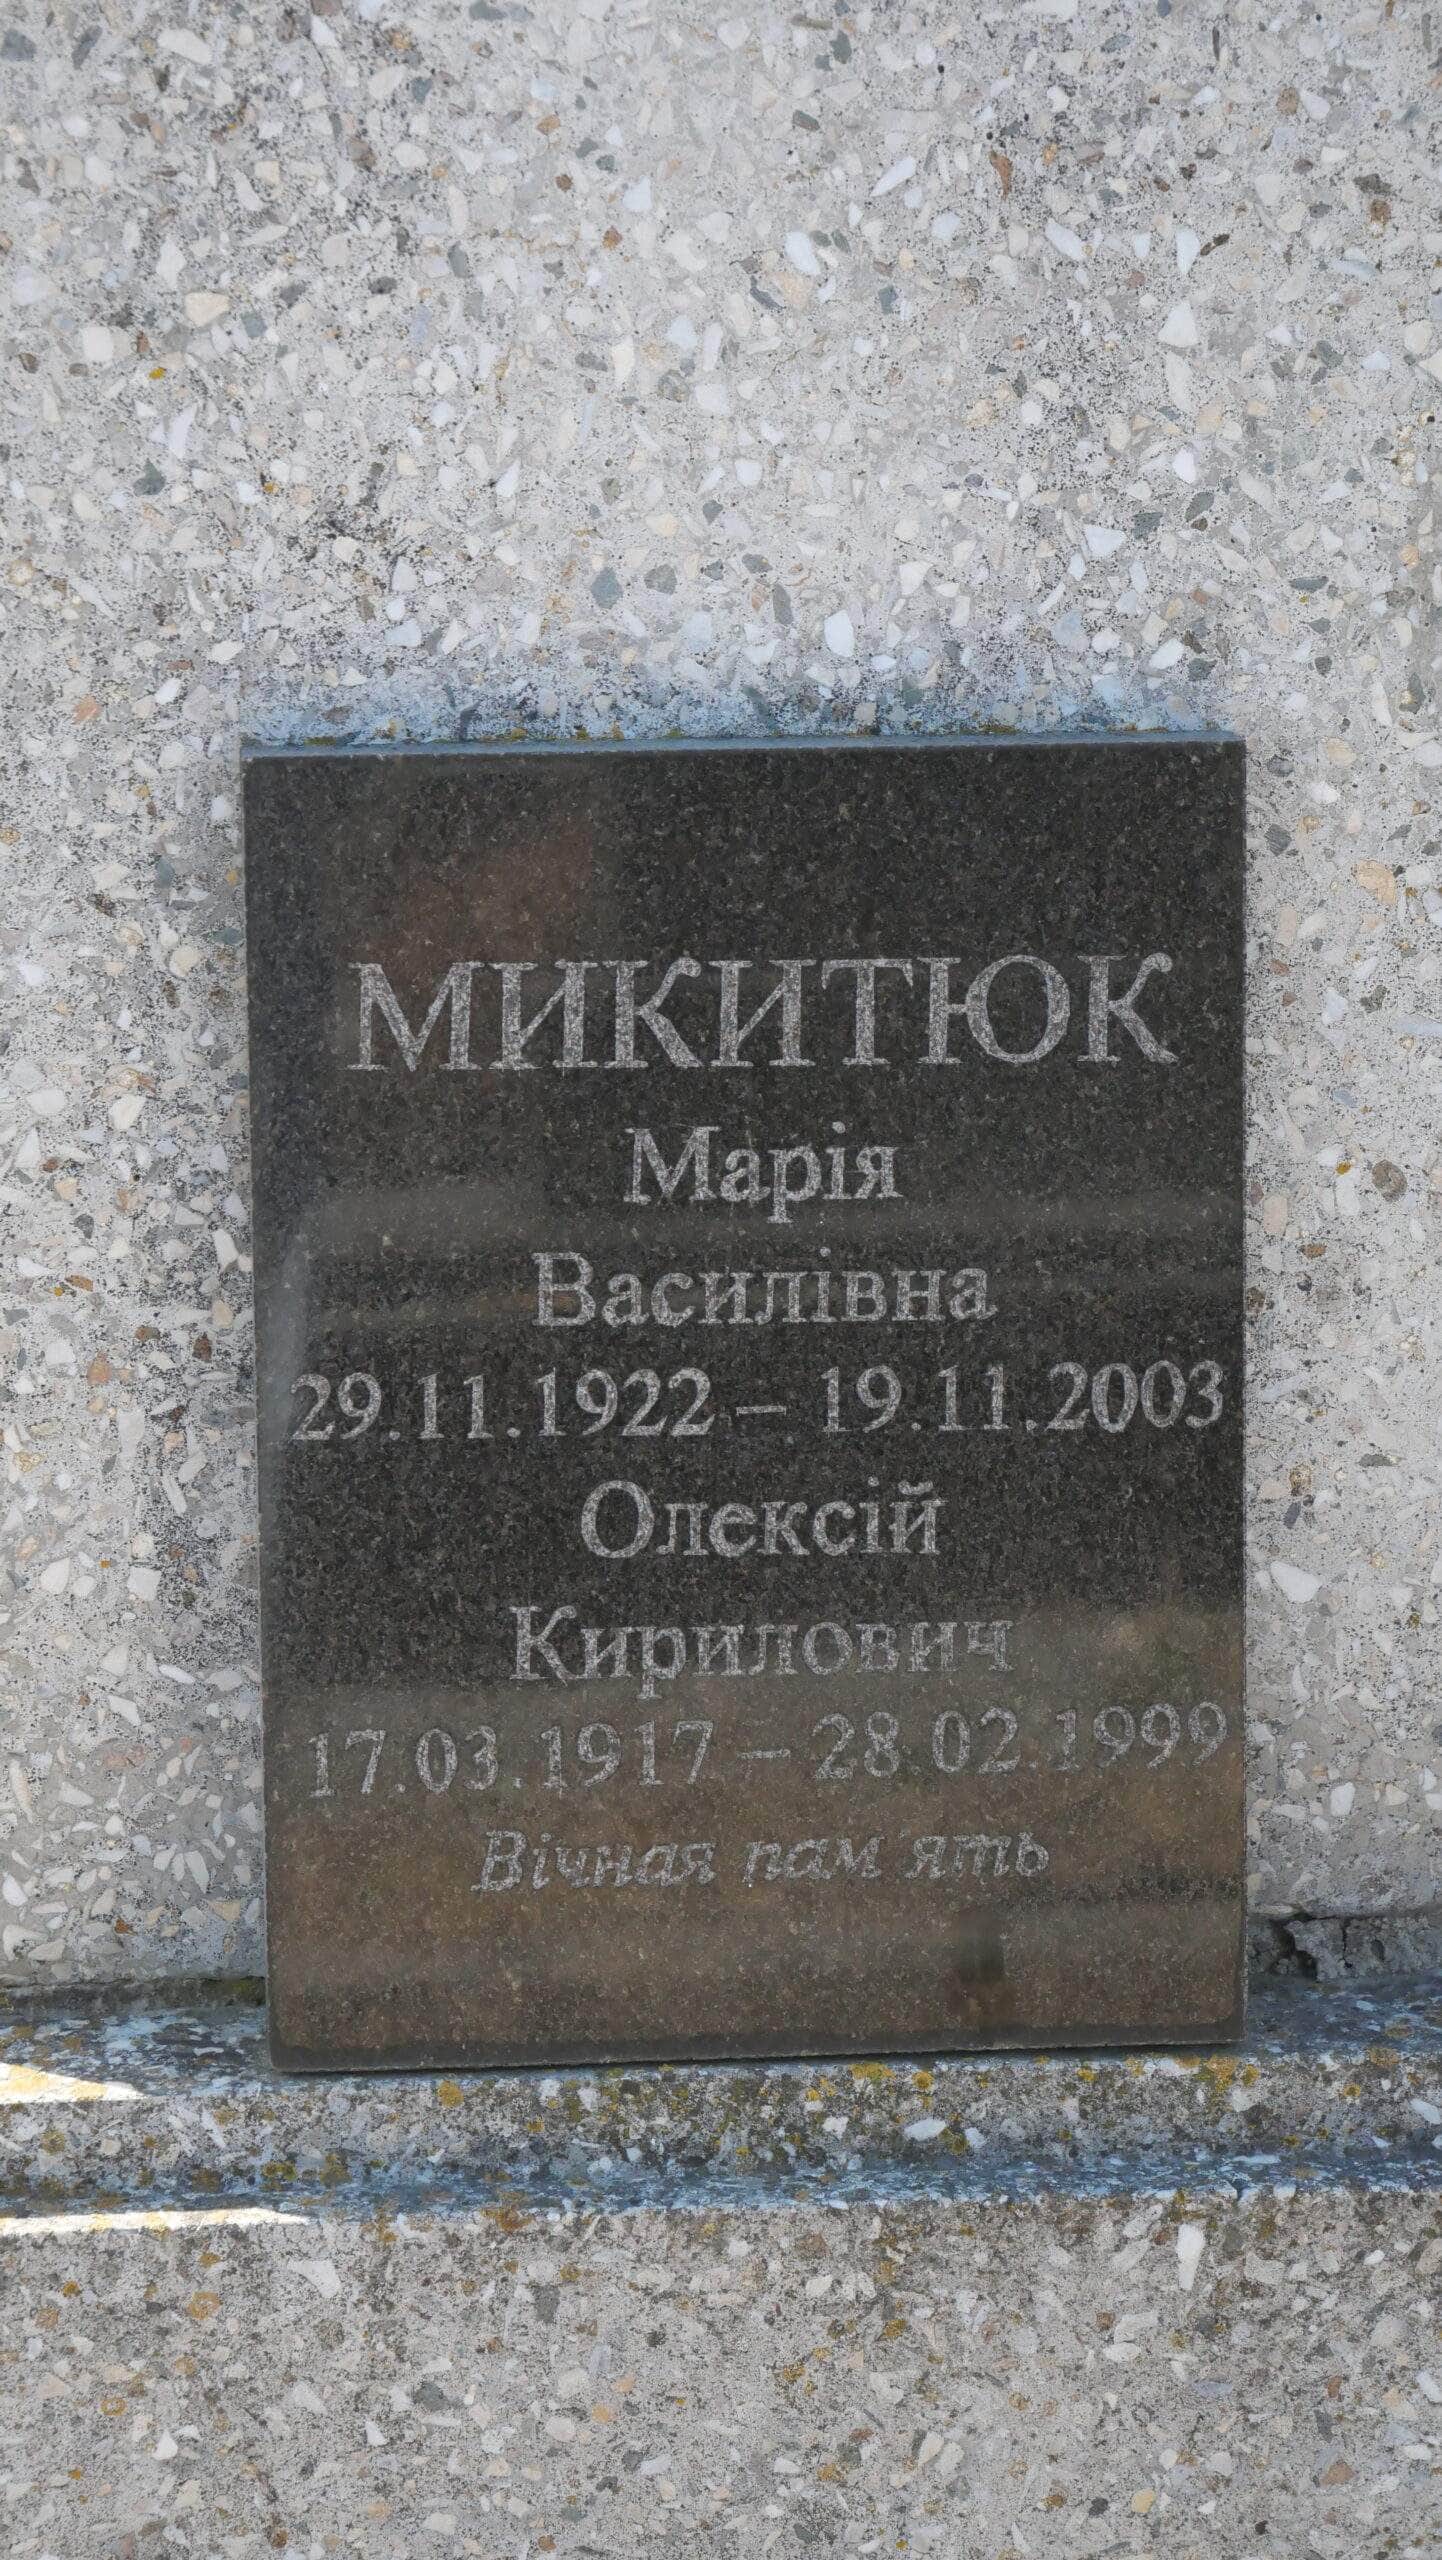 МИКИТЮК
Марія
Василівна
29.11.1922 – 19.11.2003
Олексій
Кирилович
17.03.1917 – 28.02.1999
Вічная пам'ять